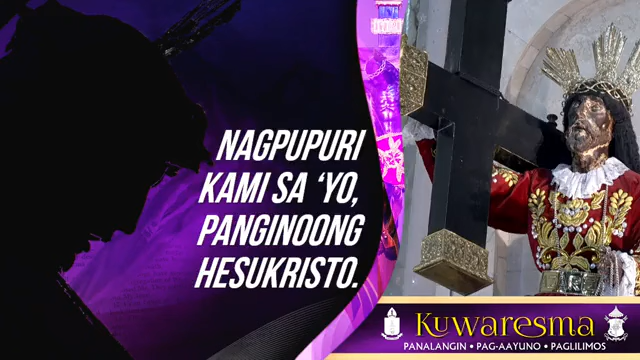 NAGPUPURI
KAMI SA ‘YO,
PANGINOONG
HESUKRISTO.
Kuwaresma
PANALANGIN • PAG-AAYUNO • PAGLILIMOS